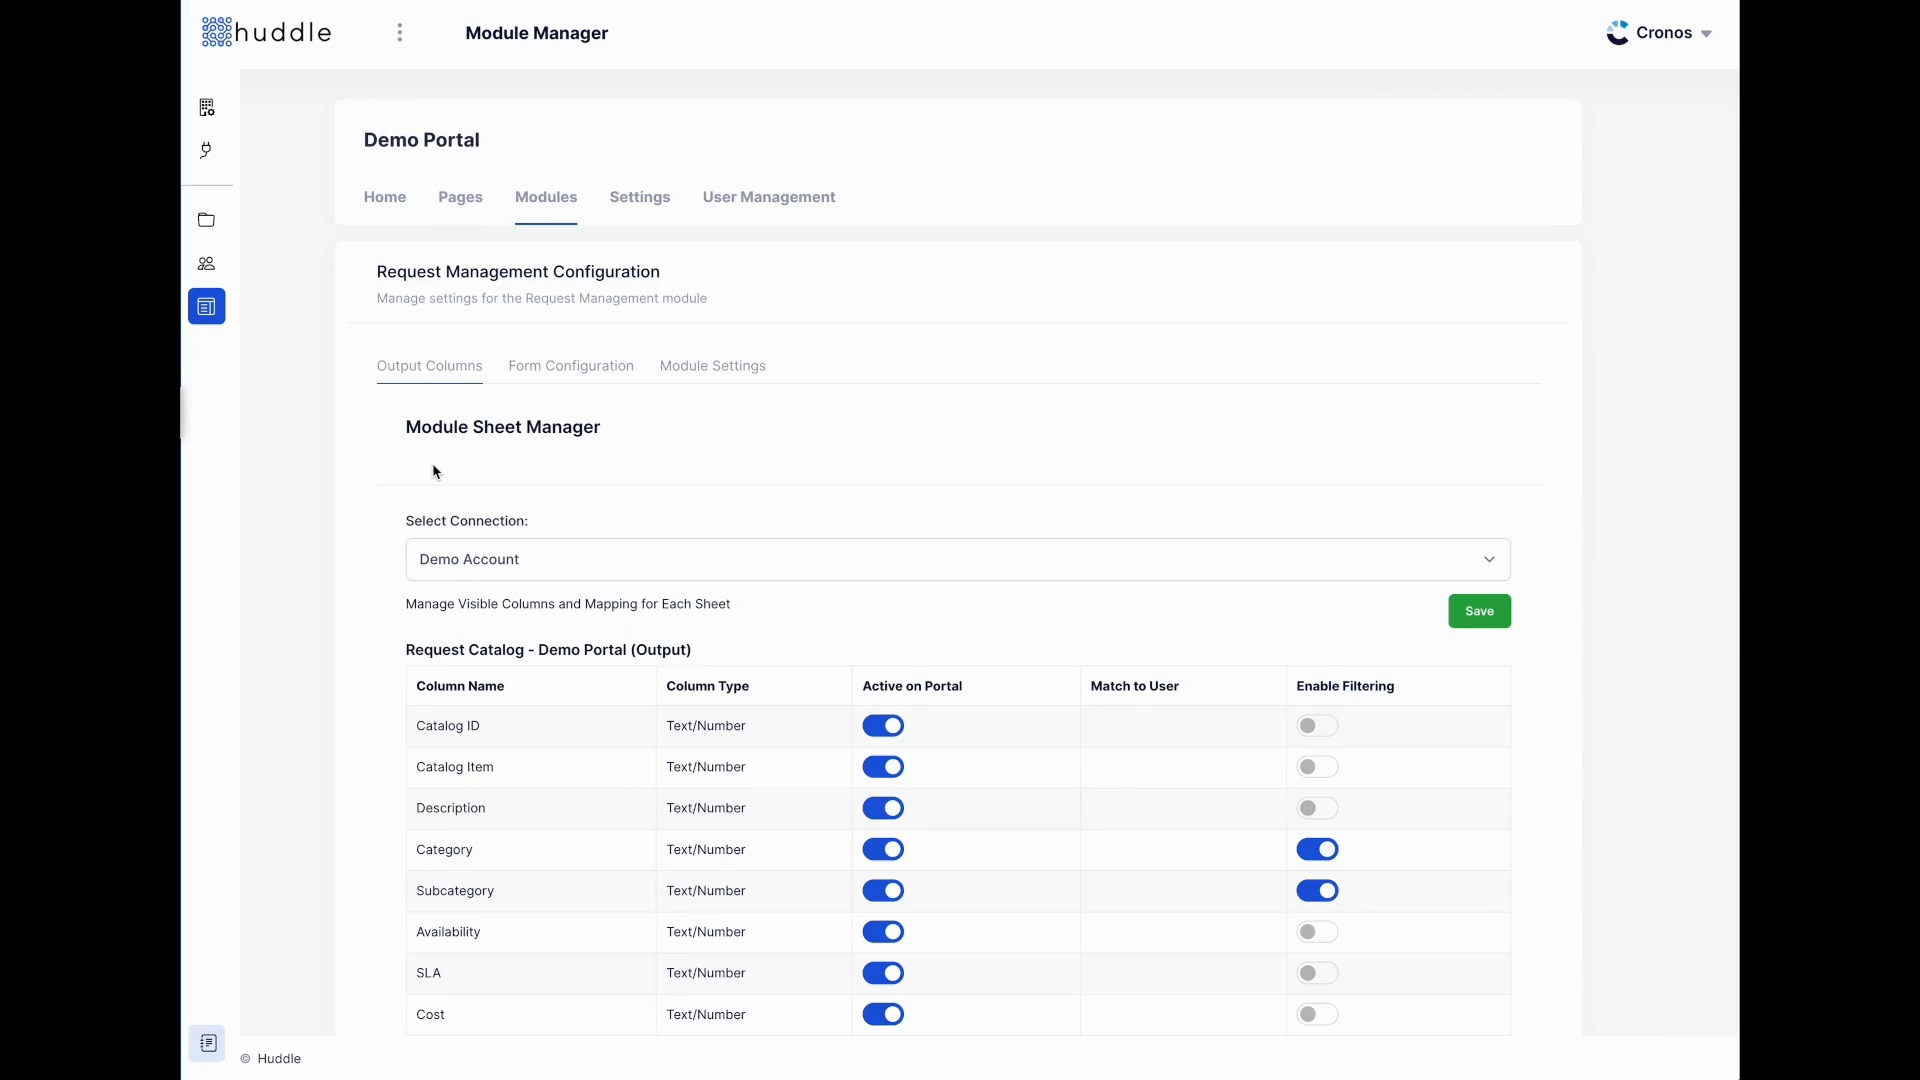 huddle
Module Manager
Cronos
Demo Portal
Home Pages Modules Settings User Management
Request Management Configuration
Manage settings for the Request Management module
Output Columns Form Configuration Module Settings
Module Sheet Manager
Select Connection:
Demo Account
Manage Visible Columns and Mapping for Each Sheet
Save
Request Catalog - Demo Portal (Output)
Column Name Column Type Active on Portal Match to User Enable Filtering
Catalog ID Text/Number
Catalog Item Text/Number
Description Text/Number
Category Text/Number
Subcategory Text/Number
Availability Text/Number
SLA Text/Number
Cost Text/Number
© Huddle